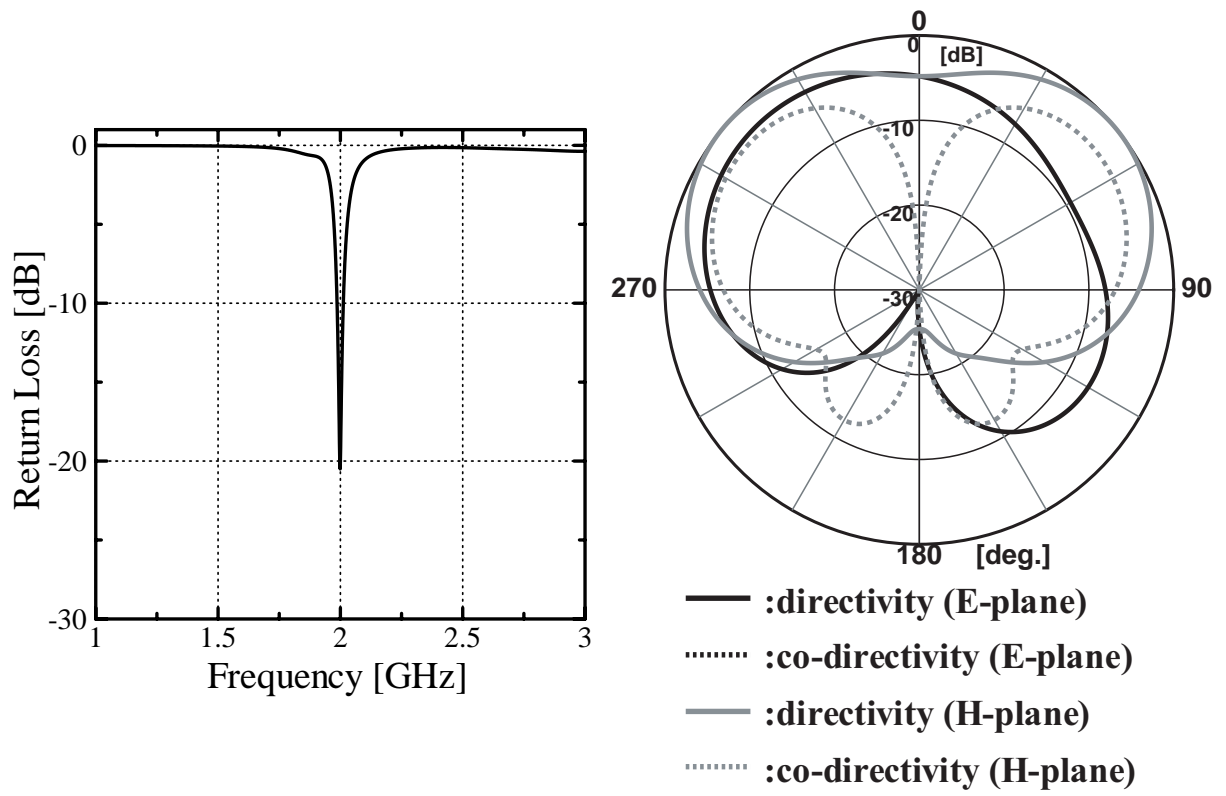 0
-10
-20
-30
Return Loss [dB]
1
1.5
2
2.5
3
Frequency [GHz]
0
0
[dB]
-10
-20
-30
270
90
180
[deg.]
:directivity (E-plane)
:co-directivity (E-plane)
:directivity (H-plane)
:co-directivity (H-plane)